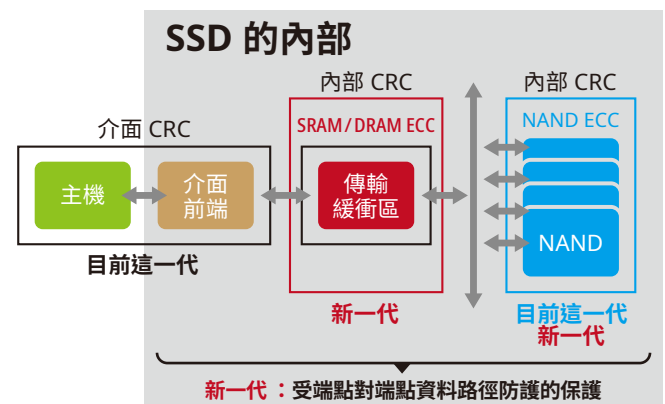 SSD 的內部
內部 CRC
內部 CRC
介面 CRC
SRAM/DRAM ECC
NAND ECC
主機
介面
前端
傳輸
緩衝區
NAND
目前這一代
新一代
目前這一代
新一代
新一代：受端點對端點資料路徑防護的保護